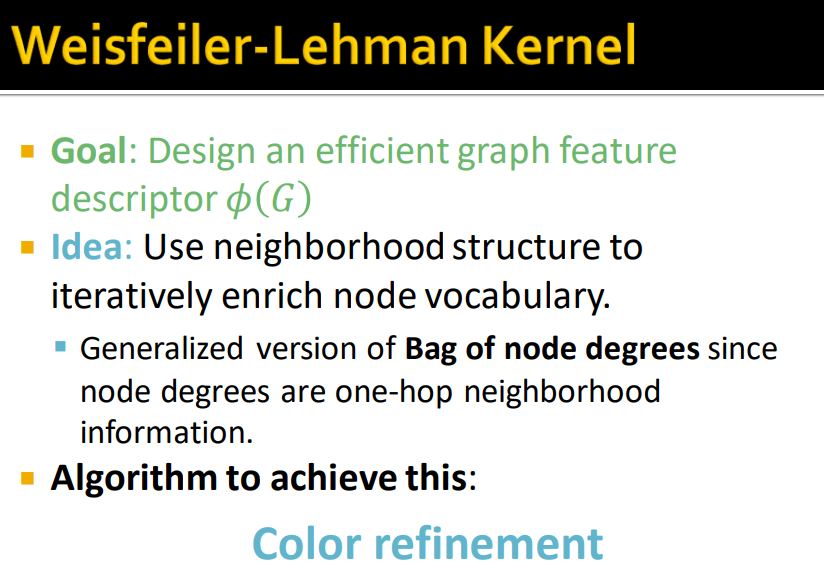 Weisfeiler-Lehman Kernel
Goal: Design an efficient graph feature
descriptor 𝜙(𝐺)
Idea: Use neighborhood structure to
iteratively enrich node vocabulary.
Generalized version of Bag of node degrees since
node degrees are one-hop neighborhood
information.
Algorithm to achieve this:
Color refinement